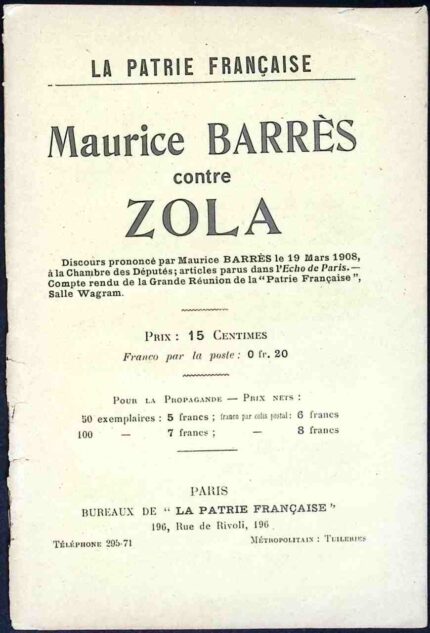 LA PATRIE FRANÇAISE
Maurice BARRÈS
contre
ZOLA
Discours prononcé par Maurice BARRÈS le 19 Mars 1908,
à la Chambre des Députés; articles parus dans l'Echo de Paris.—
Compte rendu de la Grande Réunion de la "Patrie Française",
Salle Wagram.
PRIX : 15 CENTIMES
Franco par la poste : 0 fr. 20
POUR LA PROPAGANDE — PRIX NETS :
50 exemplaires : 5 francs ; franco par colis postal : 6 francs
100 — 7 francs ; — 8 francs
PARIS
BUREAUX DE " LA PATRIE FRANÇAISE "
196, Rue de Rivoli, 196
TÉLÉPHONE 295-71 MÉTROPOLITAIN : TUILERIES